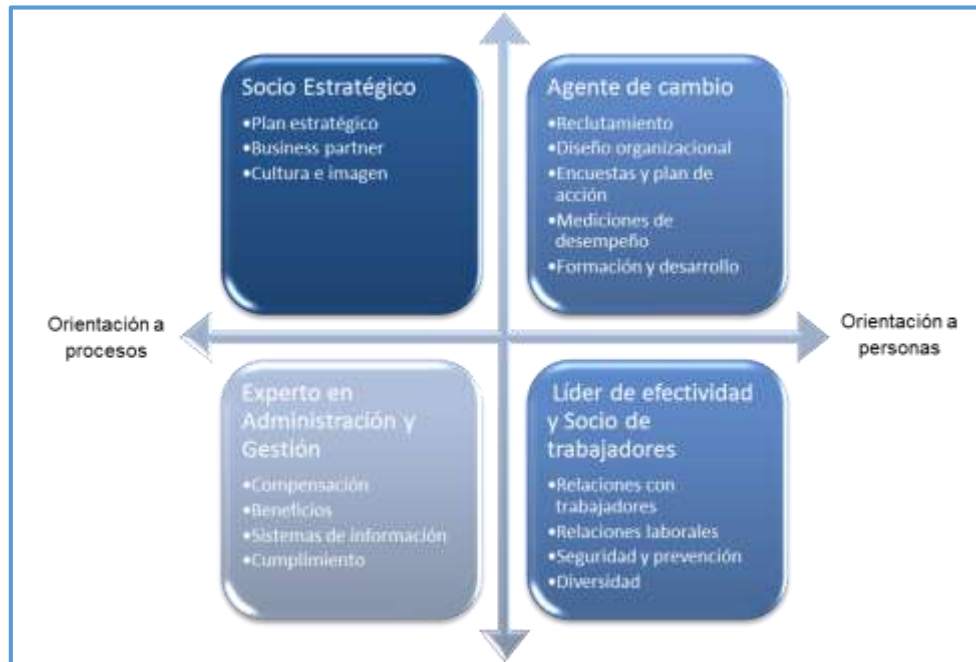 Socio Estratégico
•Plan estratégico
•Business partner
•Cultura e imagen
Agente de cambio
•Reclutamiento
•Diseño organizacional
•Encuestas y plan de
acción
•Mediciones de
desempeño
•Formación y desarrollo
Orientación a
procesos
Orientación a
personas
Experto en
Administración y
Gestión
•Compensación
•Beneficios
•Sistemas de información
•Cumplimiento
Líder de efectividad
y Socio de
trabajadores
•Relaciones con
trabajadores
•Relaciones laborales
•Seguridad y prevención
•Diversidad